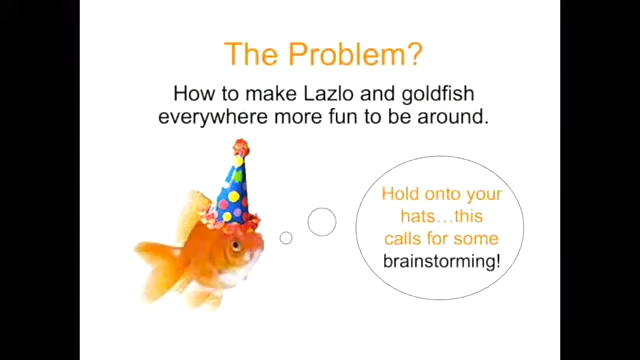 The Problem?
How to make Lazlo and goldfish
everywhere more fun to be around.
Hold onto your
hats…this
calls for some
brainstorming!